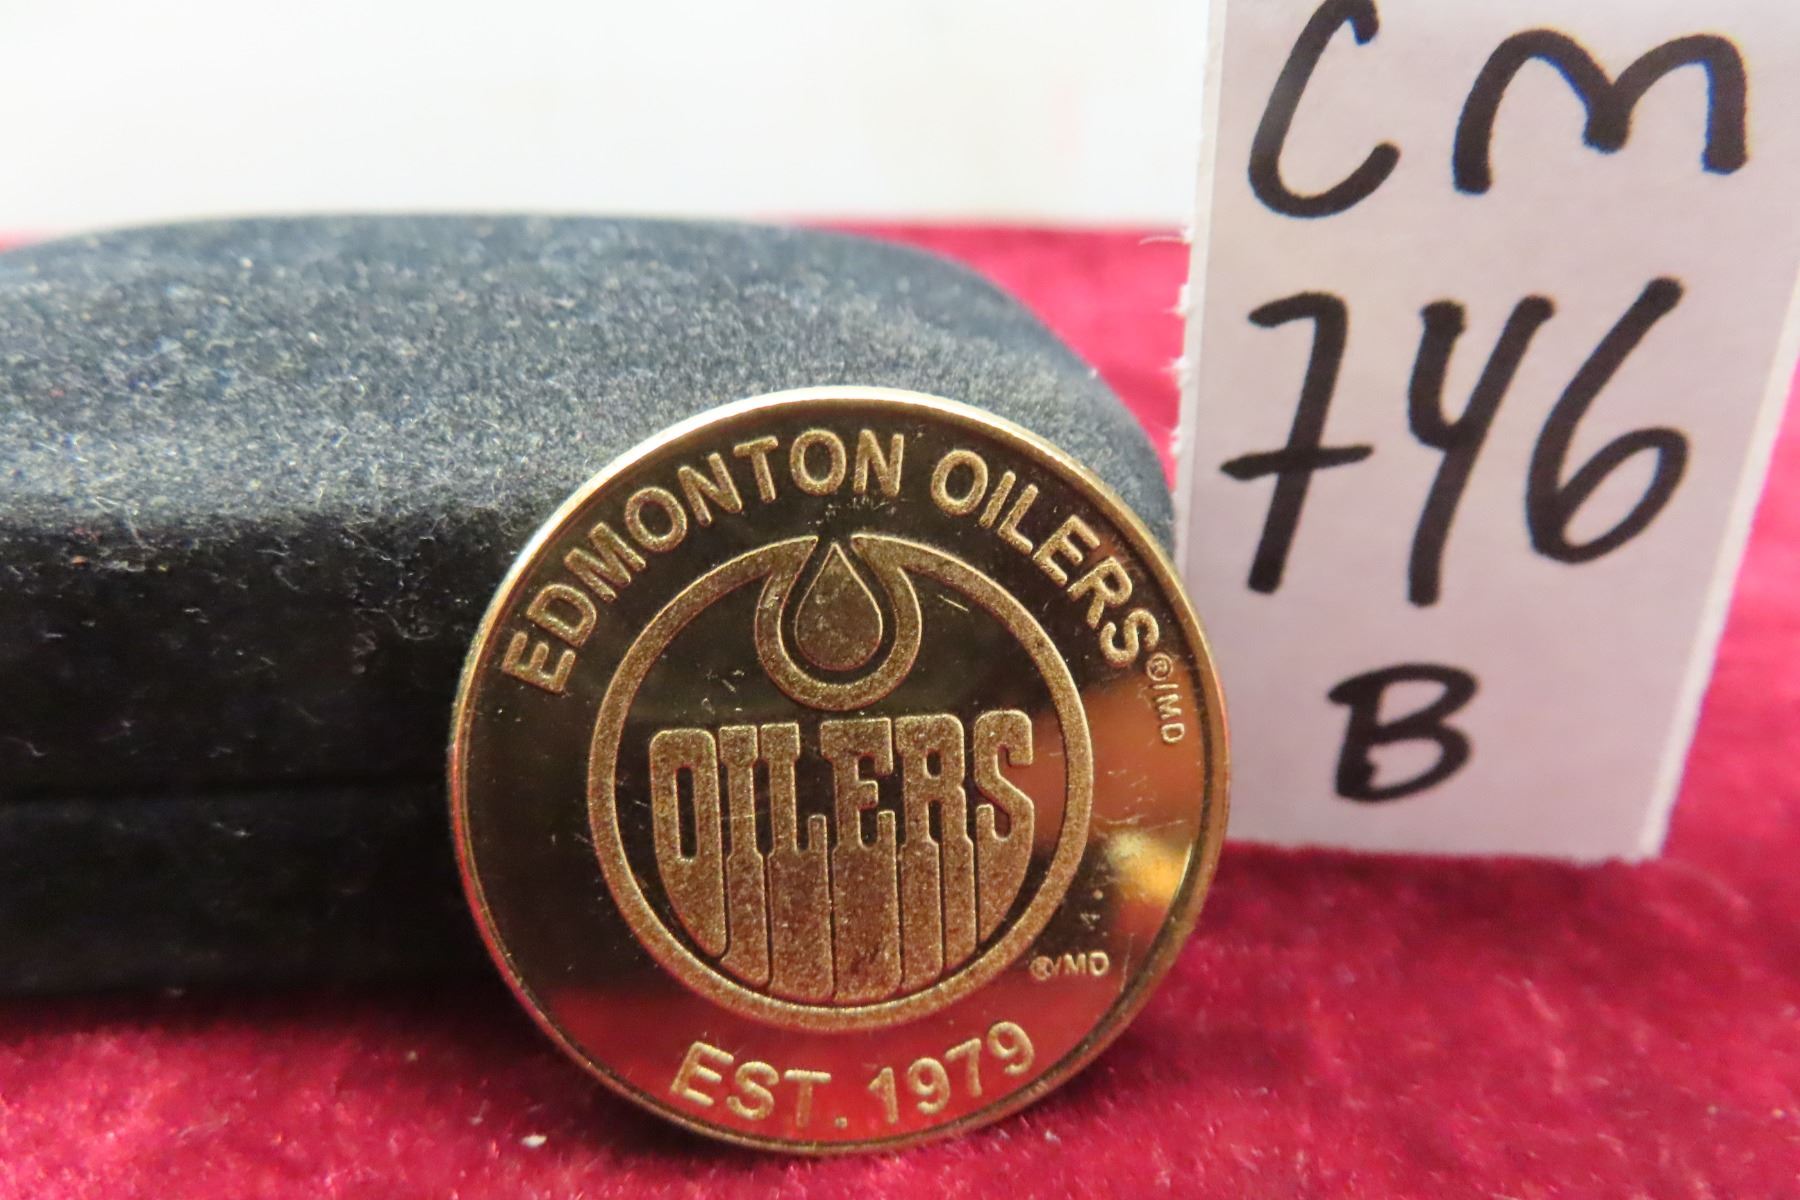 EDMONTON OILERS®/MD
OILERS
®/MD
EST. 1979
CM
746
B